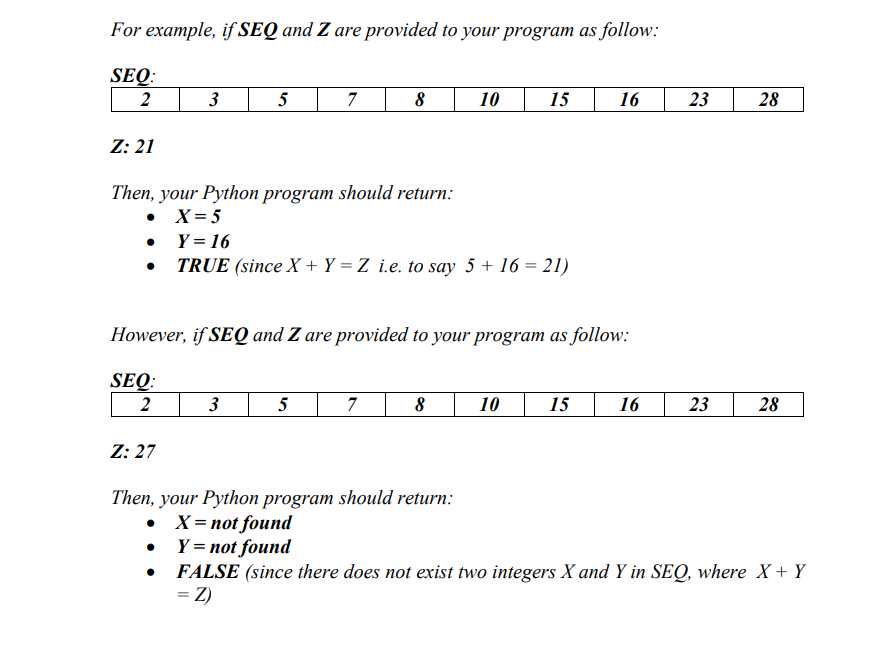 For example, if SEQ and Z are provided to your program as follow:
SEQ:
2 3 5 7 8 10 15 16 23 28
Z: 21
Then, your Python program should return:
• X = 5
• Y = 16
• TRUE (since X + Y = Z i.e. to say 5 + 16 = 21)
However, if SEQ and Z are provided to your program as follow:
SEQ:
2 3 5 7 8 10 15 16 23 28
Z: 27
Then, your Python program should return:
• X = not found
• Y = not found
• FALSE (since there does not exist two integers X and Y in SEQ, where X + Y
= Z)